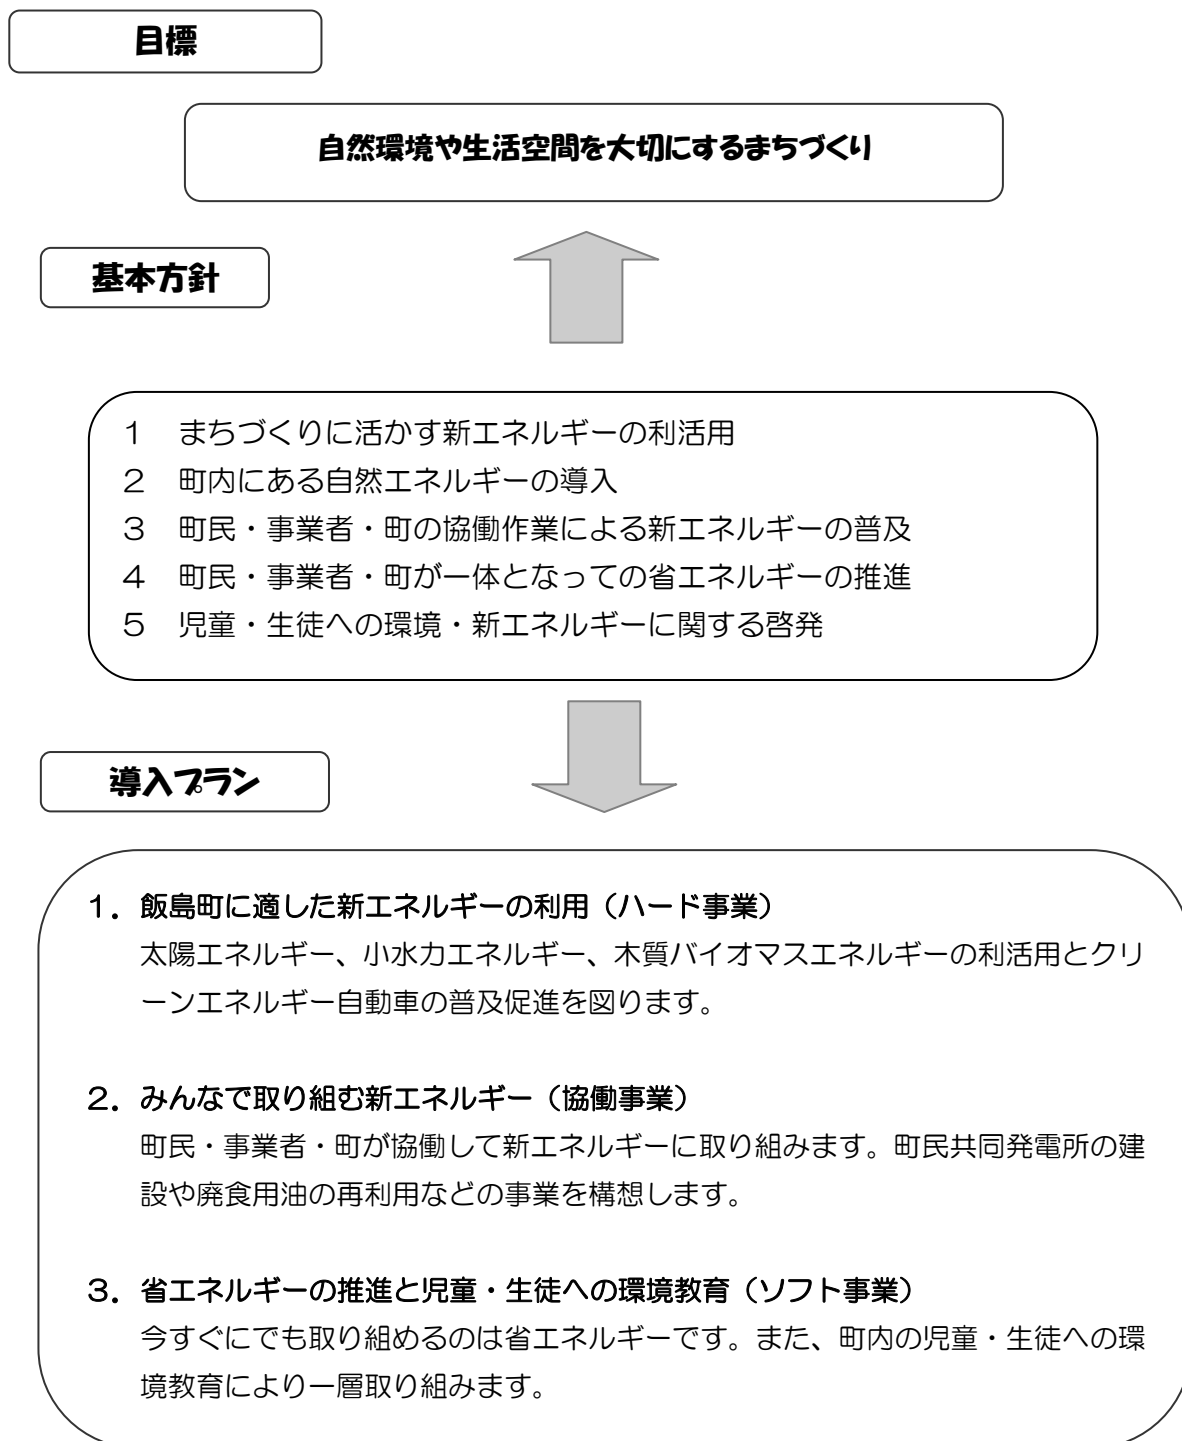 目標
自然環境や生活空間を大切にするまちづくり
基本方針
１　まちづくりに活かす新エネルギーの利活用
２　町内にある自然エネルギーの導入
３　町民・事業者・町の協働作業による新エネルギーの普及
４　町民・事業者・町が一体となっての省エネルギーの推進
５　児童・生徒への環境・新エネルギーに関する啓発
導入プラン
１．飯島町に適した新エネルギーの利用（ハード事業）
太陽エネルギー、小水力エネルギー、木質バイオマスエネルギーの利活用とクリ
ーンエネルギー自動車の普及促進を図ります。
２．みんなで取り組む新エネルギー（協働事業）
町民・事業者・町が協働して新エネルギーに取り組みます。町民共同発電所の建
設や廃食用油の再利用などの事業を構想します。
３．省エネルギーの推進と児童・生徒への環境教育（ソフト事業）
今すぐにでも取り組めるのは省エネルギーです。また、町内の児童・生徒への環
境教育により一層取り組みます。